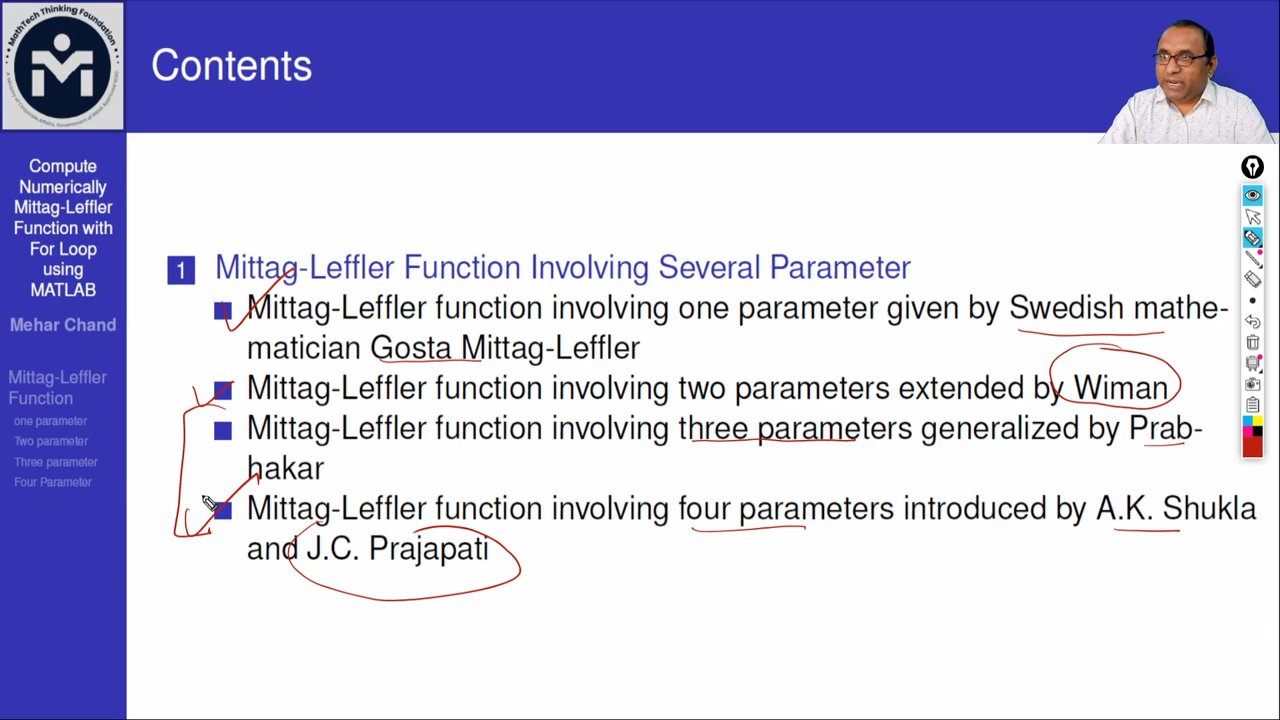 MathTech Thinking Foundation
Contents
Compute
Numerically
Mittag-Leffler
Function with
For Loop
using
MATLAB
Mehar Chand
Mittag-Leffler
Function
one parameter
Two parameter
Three parameter
Four Parameter
1 Mittag-Leffler Function Involving Several Parameter
Mittag-Leffler function involving one parameter given by Swedish mathe-
matician Gosta Mittag-Leffler
Mittag-Leffler function involving two parameters extended by Wiman
Mittag-Leffler function involving three parameters generalized by Prab-
hakar
Mittag-Leffler function involving four parameters introduced by A.K. Shukla
and J.C. Prajapati